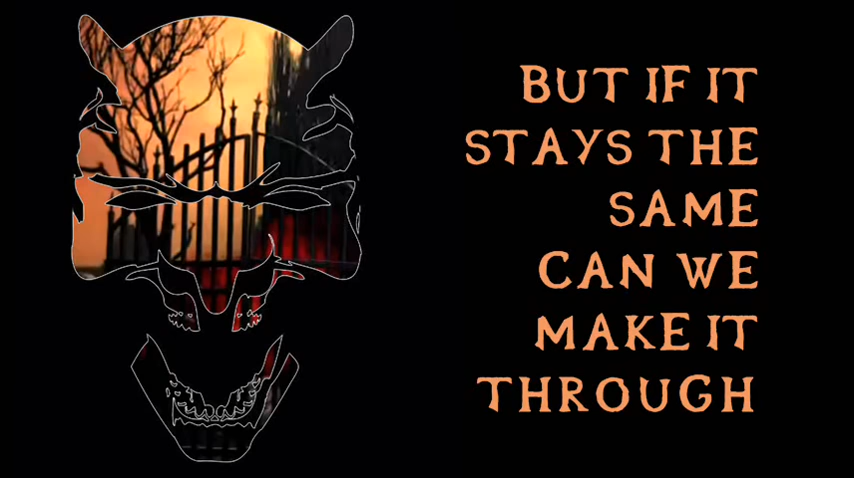 BUT IF IT
STAYS THE
SAME
CAN WE
MAKE IT
THROUGH